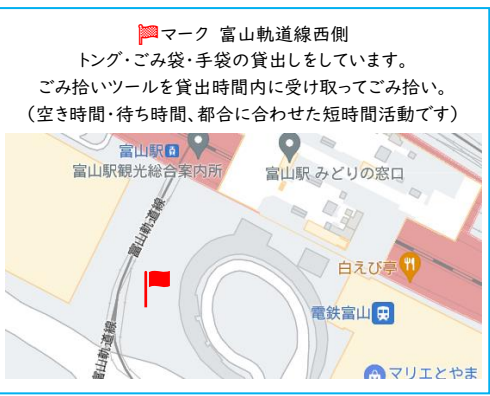 マーク 富山軌道線西側
トング・ごみ袋・手袋の貸出しをしています。
ごみ拾いツールを貸出時間内に受け取ってごみ拾い。
（空き時間・待ち時間、都合に合わせた短時間活動です）
富山駅
富山駅観光総合案内所
富山駅 みどりの窓口
富山軌道線
白えび亭
電鉄富山
富山軌道線
マリエとやま